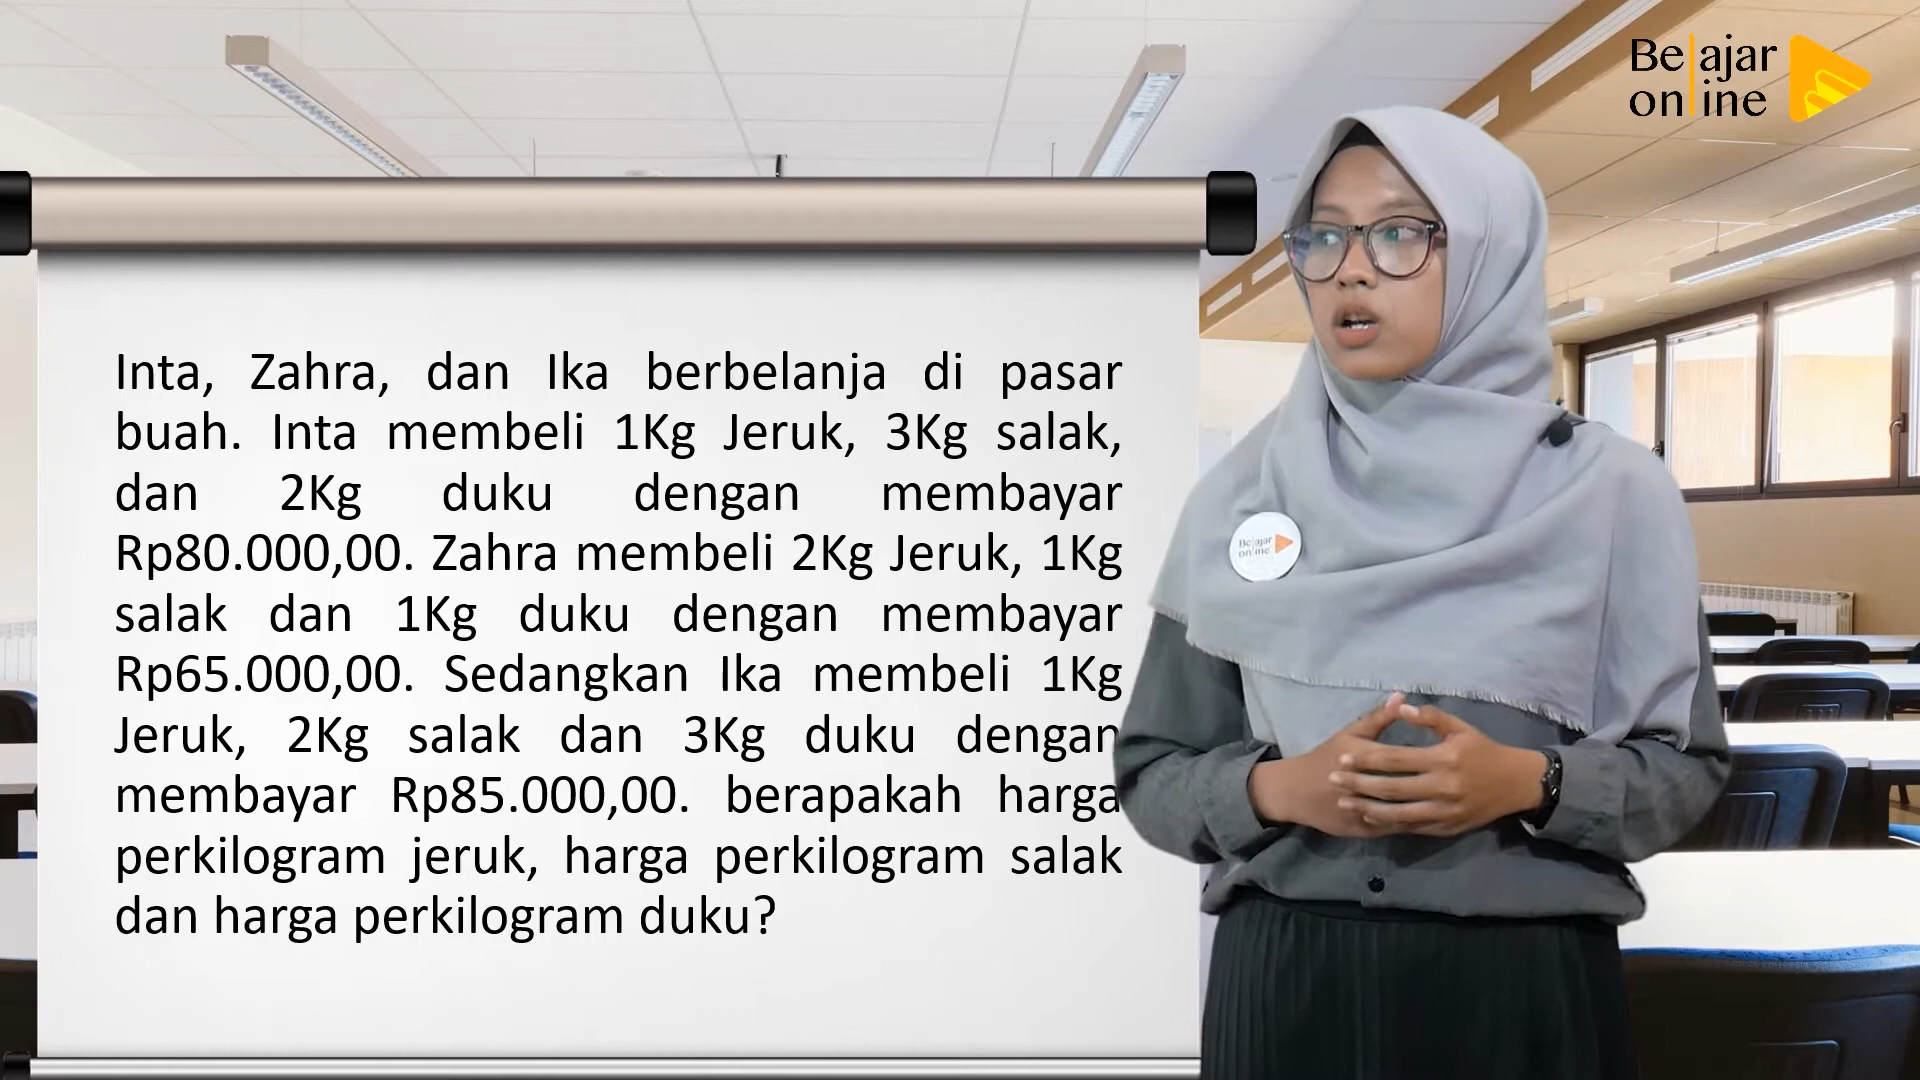 Belajar
online
Inta, Zahra, dan Ika berbelanja di pasar
buah. Inta membeli 1Kg Jeruk, 3Kg salak,
dan 2Kg duku dengan membayar
Rp80.000,00. Zahra membeli 2Kg Jeruk, 1Kg
salak dan 1Kg duku dengan membayar
Rp65.000,00. Sedangkan Ika membeli 1Kg
Jeruk, 2Kg salak dan 3Kg duku dengan
membayar Rp85.000,00. berapakah harga
perkilogram jeruk, harga perkilogram salak
dan harga perkilogram duku?
Belajar
online